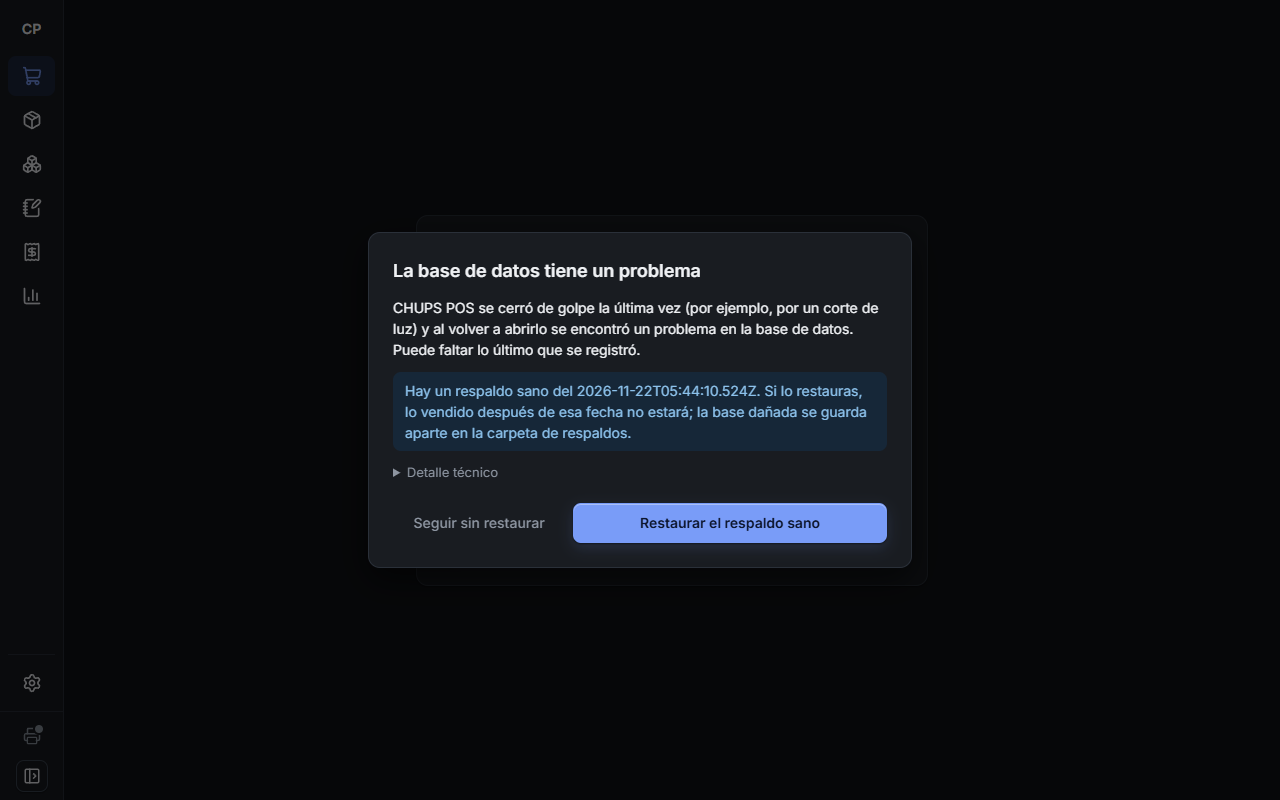 CP
La base de datos tiene un problema
CHUPS POS se cerró de golpe la última vez (por ejemplo, por un corte de
luz) y al volver a abrirlo se encontró un problema en la base de datos.
Puede faltar lo último que se registró.
Hay un respaldo sano del 2026-11-22T05:44:10.524Z. Si lo restauras,
lo vendido después de esa fecha no estará; la base dañada se guarda
aparte en la carpeta de respaldos.
Detalle técnico
Seguir sin restaurar
Restaurar el respaldo sano